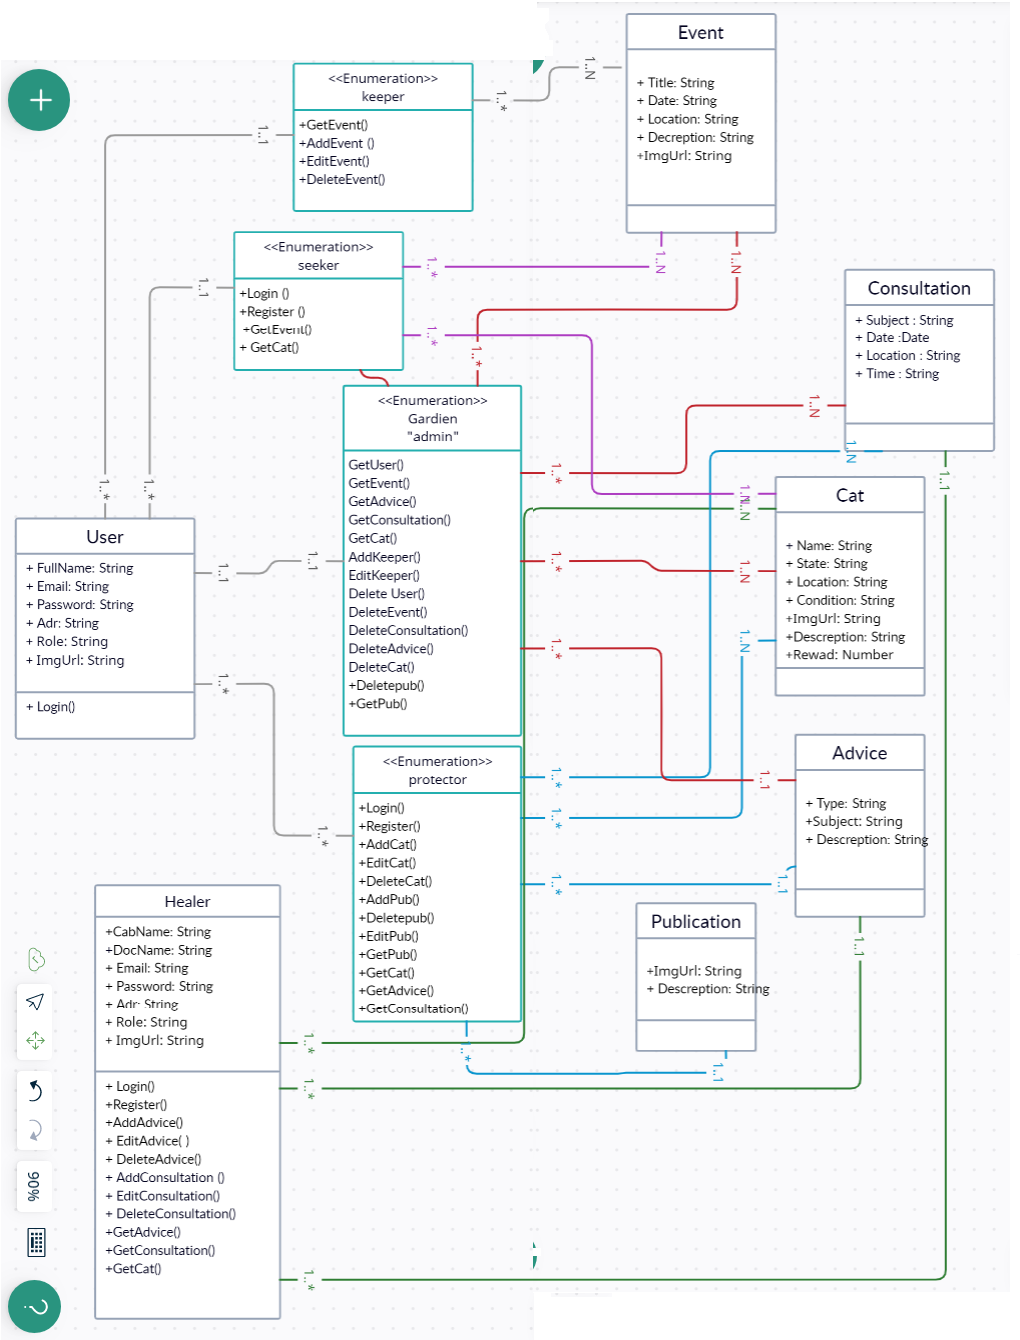 Event
+ Title: String
+ Date: String
+ Location: String
+ Decreption: String
+ImgUrl: String
<<Enumeration>>
keeper
+GetEvent()
+AddEvent ()
+EditEvent()
+DeleteEvent()
1..*
1..N
1..1
<<Enumeration>>
seeker
+Login ()
+Register ()
+GetEvent()
+ GetCat()
1..1
1..*
1..N
1..N
1..*
1..*
Consultation
+ Subject : String
+ Date :Date
+ Location : String
+ Time : String
<<Enumeration>>
Gardien
"admin"
GetUser()
GetEvent()
GetAdvice()
GetConsultation()
GetCat()
AddKeeper()
EditKeeper()
Delete User()
DeleteEvent()
DeleteConsultation()
DeleteAdvice()
DeleteCat()
+Deletepub()
+GetPub()
1..*
1..N
1..N
1..1
1..*
1..*
User
+ FullName: String
+ Email: String
+ Password: String
+ Adr: String
+ Role: String
+ ImgUrl: String
+ Login()
1..1
1..1
1..*
1..*
Cat
+ Name: String
+ State: String
+ Location: String
+ Condition: String
+ImgUrl: String
+Descreption: String
+Rewad: Number
1..N
1..N
1..*
1..N
1..N
1..*
1..1
<<Enumeration>>
protector
+Login()
+Register()
+AddCat()
+EditCat()
+DeleteCat()
+AddPub()
+Deletepub()
+EditPub()
+GetPub()
+GetCat()
+GetAdvice()
+GetConsultation()
1..*
1..*
1..*
1..1
Advice
+ Type: String
+Subject: String
+ Descreption: String
1..1
Publication
+ImgUrl: String
+ Descreption: String
1..*
1..1
Healer
+CabName: String
+DocName: String
+ Email: String
+ Password: String
+ Adr: String
+ Role: String
+ ImgUrl: String
+ Login()
+Register()
+AddAdvice()
+ EditAdvice( )
+ DeleteAdvice()
+ AddConsultation ()
+ EditConsultation()
+ DeleteConsultation()
+GetAdvice()
+GetConsultation()
+GetCat()
1..*
1..*
1..*
90%
?